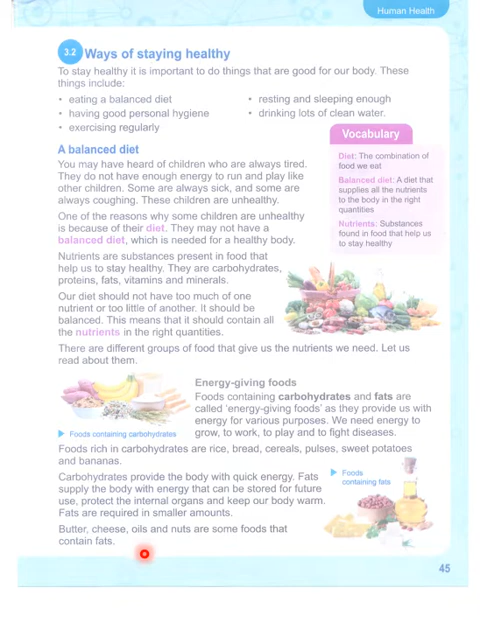 Human Health
3.2 Ways of staying healthy
To stay healthy it is important to do things that are good for our body. These
things include:
• eating a balanced diet
• having good personal hygiene
• exercising regularly
• resting and sleeping enough
• drinking lots of clean water.
Vocabulary
Diet: The combination of
food we eat
Balanced diet: A diet that
supplies all the nutrients
to the body in the right
quantities
Nutrients: Substances
found in food that help us
to stay healthy
A balanced diet
You may have heard of children who are always tired.
They do not have enough energy to run and play like
other children. Some are always sick, and some are
always coughing. These children are unhealthy.
One of the reasons why some children are unhealthy
is because of their diet. They may not have a
balanced diet, which is needed for a healthy body.
Nutrients are substances present in food that
help us to stay healthy. They are carbohydrates,
proteins, fats, vitamins and minerals.
Our diet should not have too much of one
nutrient or too little of another. It should be
balanced. This means that it should contain all
the nutrients in the right quantities.
There are different groups of food that give us the nutrients we need. Let us
read about them.
Energy-giving foods
Foods containing carbohydrates and fats are
called 'energy-giving foods' as they provide us with
energy for various purposes. We need energy to
grow, to work, to play and to fight diseases.
Foods containing carbohydrates
Foods rich in carbohydrates are rice, bread, cereals, pulses, sweet potatoes
and bananas.
Carbohydrates provide the body with quick energy. Fats
supply the body with energy that can be stored for future
use, protect the internal organs and keep our body warm.
Fats are required in smaller amounts.
Foods
containing fats
Butter, cheese, oils and nuts are some foods that
contain fats.
45